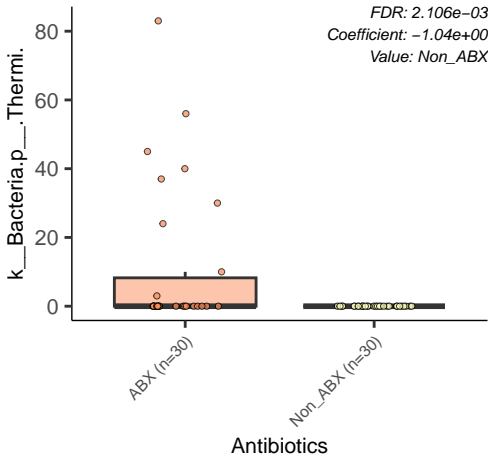 FDR: 2.106e−03
Coefficient: −1.04e+00
Value: Non_ABX
k__Bacteria.p__.Thermi.
80
60
40
20
0
ABX (n=30)
Non_ABX (n=30)
Antibiotics